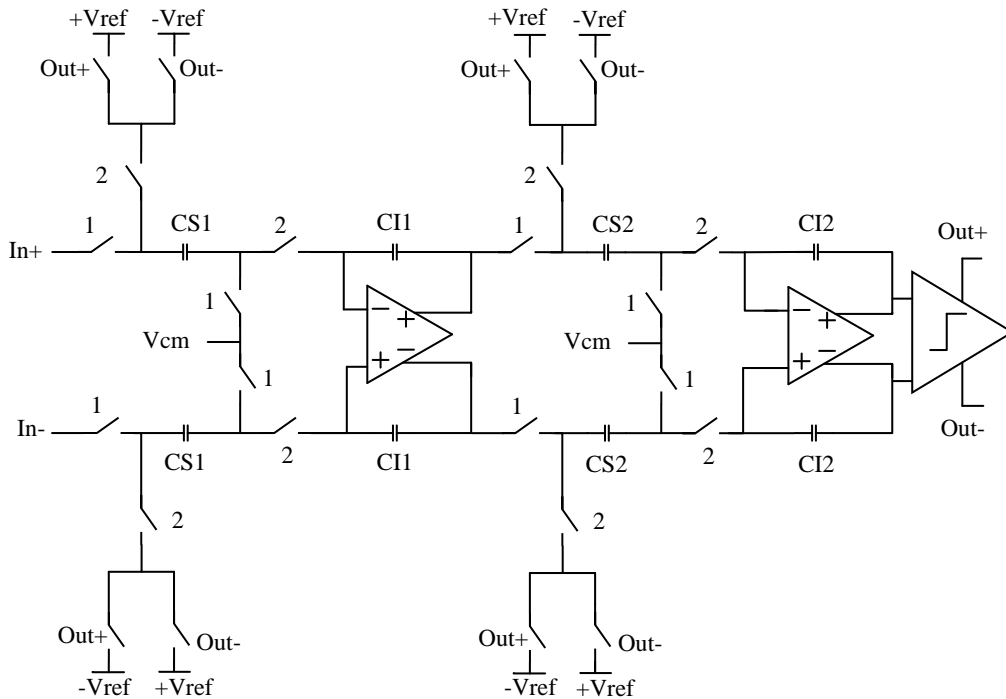 +Vref -Vref +Vref -Vref
Out+ Out- Out+ Out-
2 2
1 CS1 2 CI1 1 CS2 2 CI2
In+ Out+
1 1
Vcm Vcm
1 1
In- 1 2 1 2 Out-
CS1 CI1 CS2 CI2
2 2
Out+ Out- Out+ Out-
-Vref +Vref -Vref +Vref